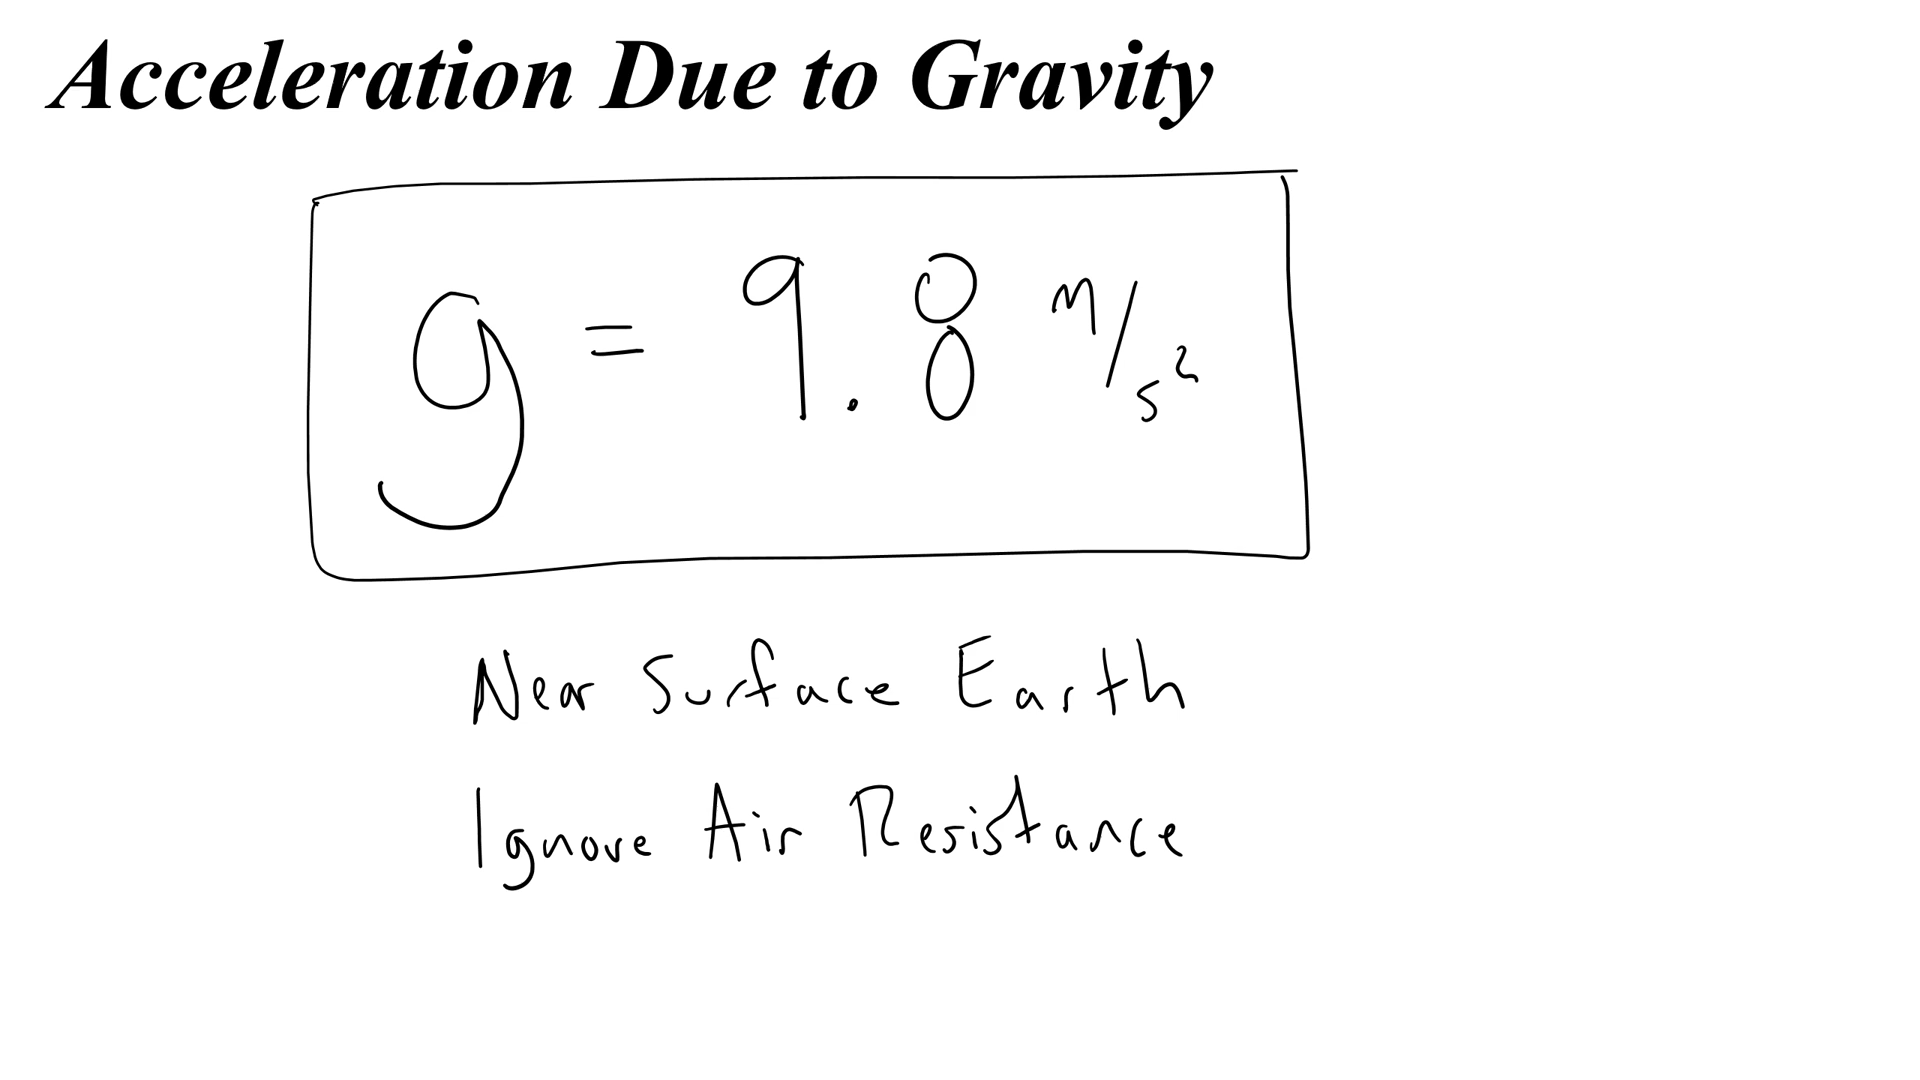 Acceleration Due to Gravity
g = 9.8 m/s²
Near Surface Earth
Ignore Air Resistance